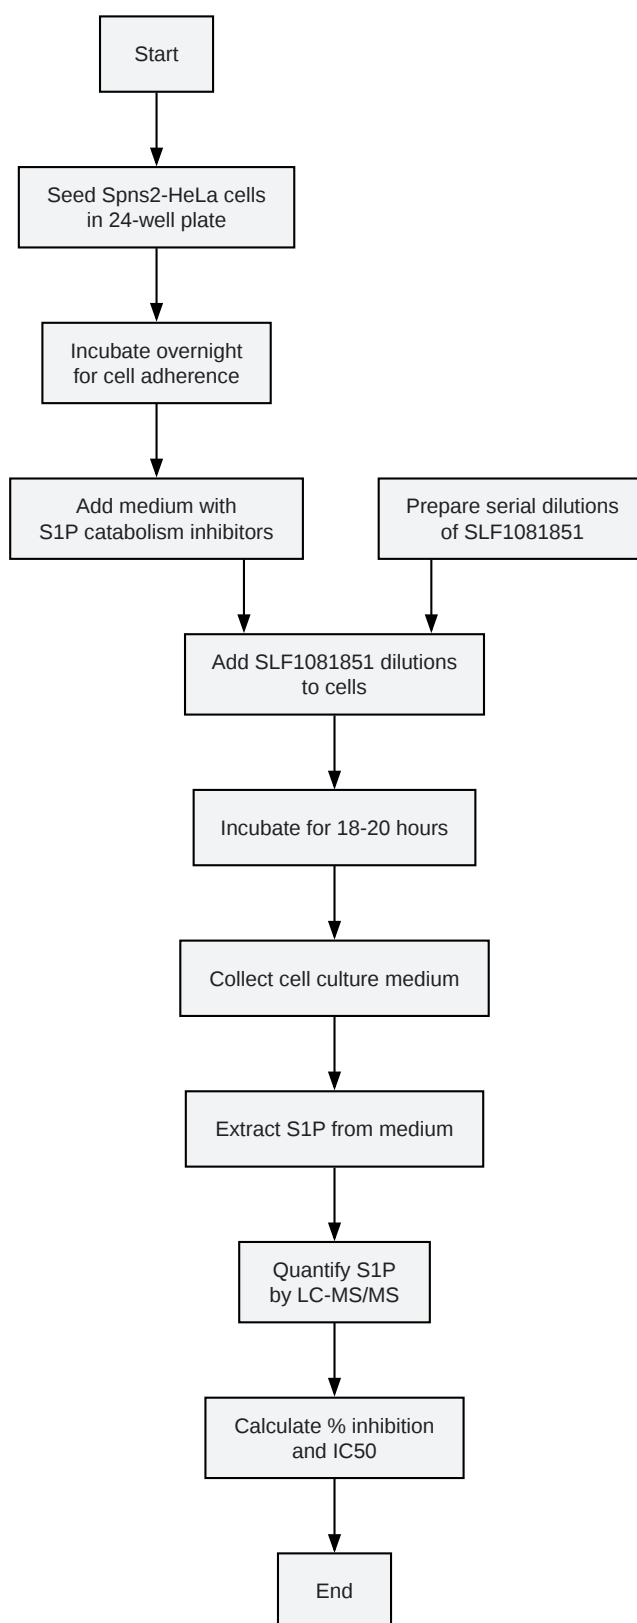 Start
Seed Spns2-HeLa cells
in 24-well plate
Incubate overnight
for cell adherence
Add medium with
S1P catabolism inhibitors
Prepare serial dilutions
of SLF1081851
Add SLF1081851 dilutions
to cells
Incubate for 18-20 hours
Collect cell culture medium
Extract S1P from medium
Quantify S1P
by LC-MS/MS
Calculate % inhibition
and IC50
End